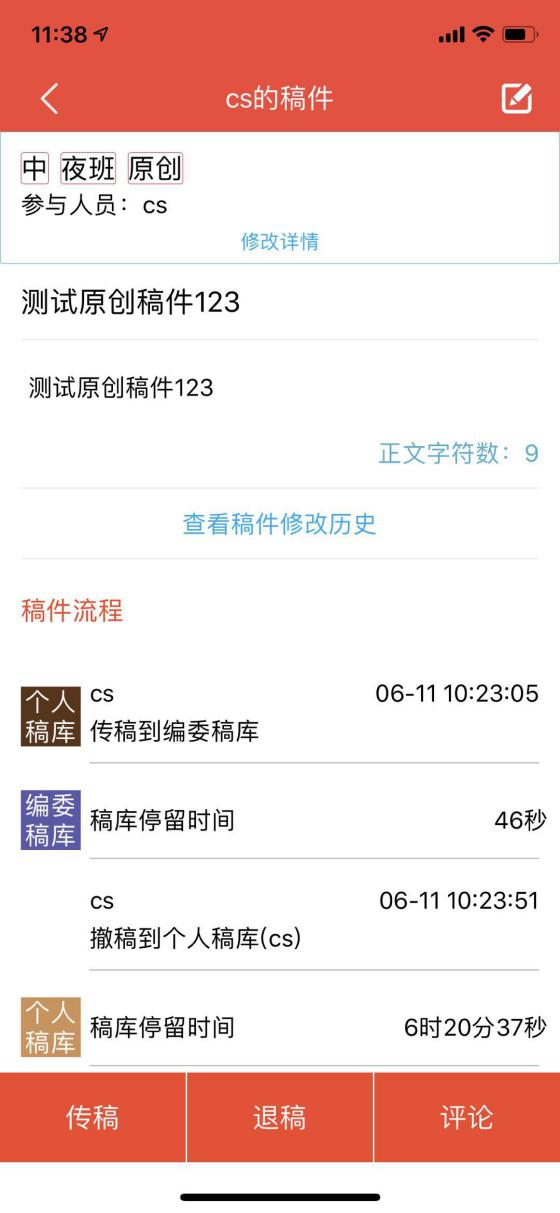 11:38
cs的稿件
中 夜班 原创
参与人员：cs
修改详情
测试原创稿件123
测试原创稿件123
正文字符数：9
查看稿件修改历史
稿件流程
个人
稿库
cs 06-11 10:23:05
传稿到编委稿库
编委
稿库
稿库停留时间 46秒
cs 06-11 10:23:51
撤稿到个人稿库(cs)
个人
稿库
稿库停留时间 6时20分37秒
传稿 退稿 评论